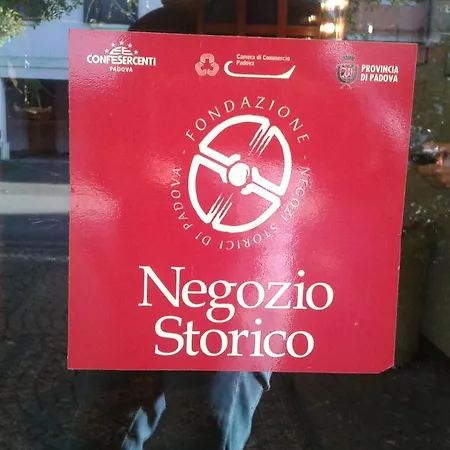 CONFESERCENTI
PADOVA
Camera di Commercio
Padova
PROVINCIA
DI PADOVA
FONDAZIONE - NEGOZI STORICI DI PADOVA -
Negozio
Storico